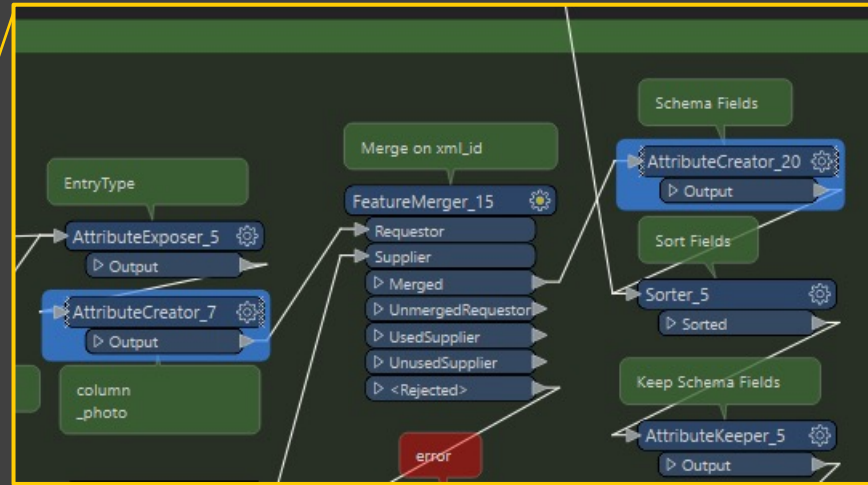 EntryType
AttributeExposer_5
Output
AttributeCreator_7
Output
column
_photo
Merge on xml_id
FeatureMerger_15
Requestor
Supplier
Merged
UnmergedRequestor
UsedSupplier
UnusedSupplier
<Rejected>
error
Schema Fields
AttributeCreator_20
Output
Sort Fields
Sorter_5
Sorted
Keep Schema Fields
AttributeKeeper_5
Output